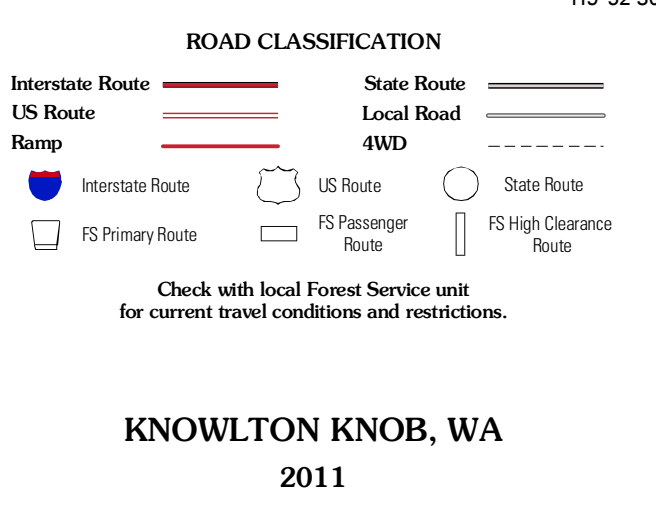 ROAD CLASSIFICATION
Interstate Route
State Route
US Route
Local Road
Ramp
4WD
Interstate Route
US Route
State Route
FS Primary Route
FS Passenger
Route
FS High Clearance
Route
Check with local Forest Service unit
for current travel conditions and restrictions.
KNOWLTON KNOB, WA
2011